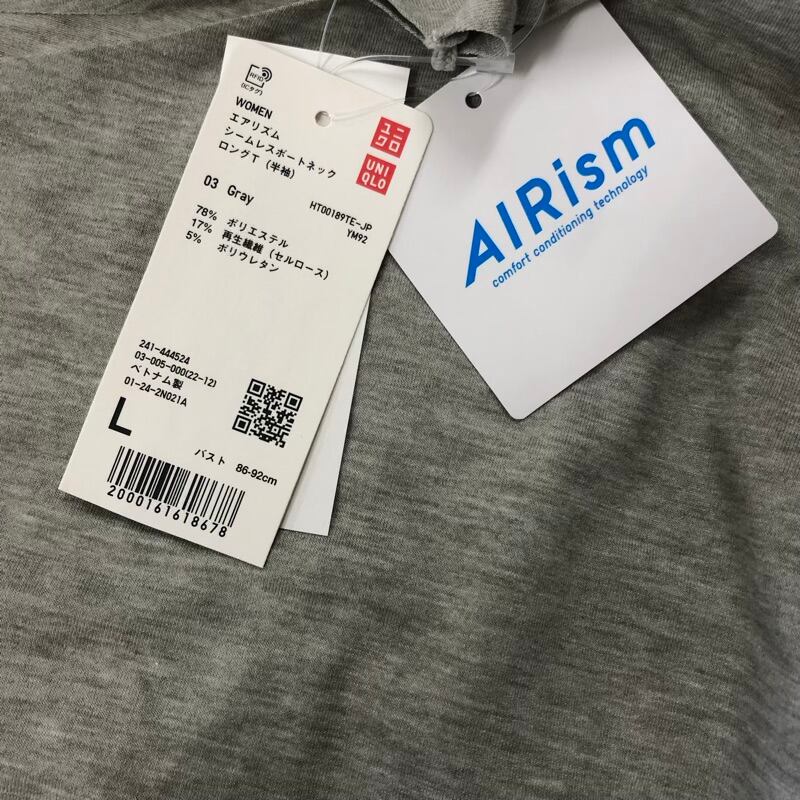 RFID
(ICタグ)
WOMEN
エアリズム
シームレスボートネック
ロングT (半袖)
ユニ
クロ
UNI
QLO
03 Gray
HT00189TE-JP
YM92
78% ポリエステル
17% 再生繊維 (セルロース)
5% ポリウレタン
241-444524
03-005-000(22-12)
ベトナム製
01-24-2N021A
L
バスト 86-92cm
2000161618678
AIRism
comfort conditioning technology